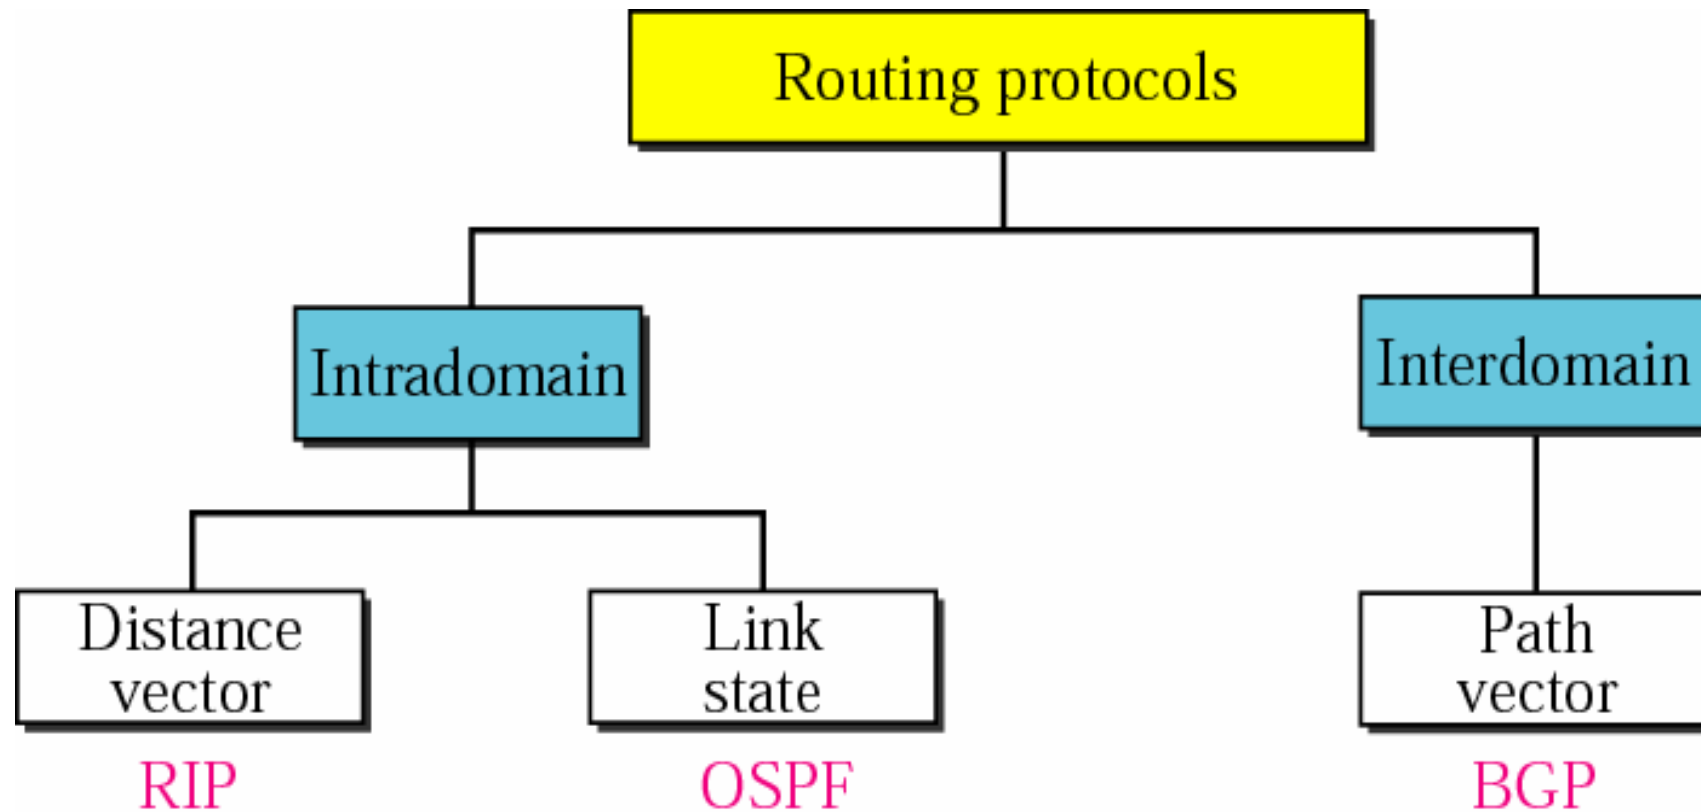 Routing protocols
Intradomain
Interdomain
Distance
vector
Link
state
Path
vector
RIP
OSPF
BGP